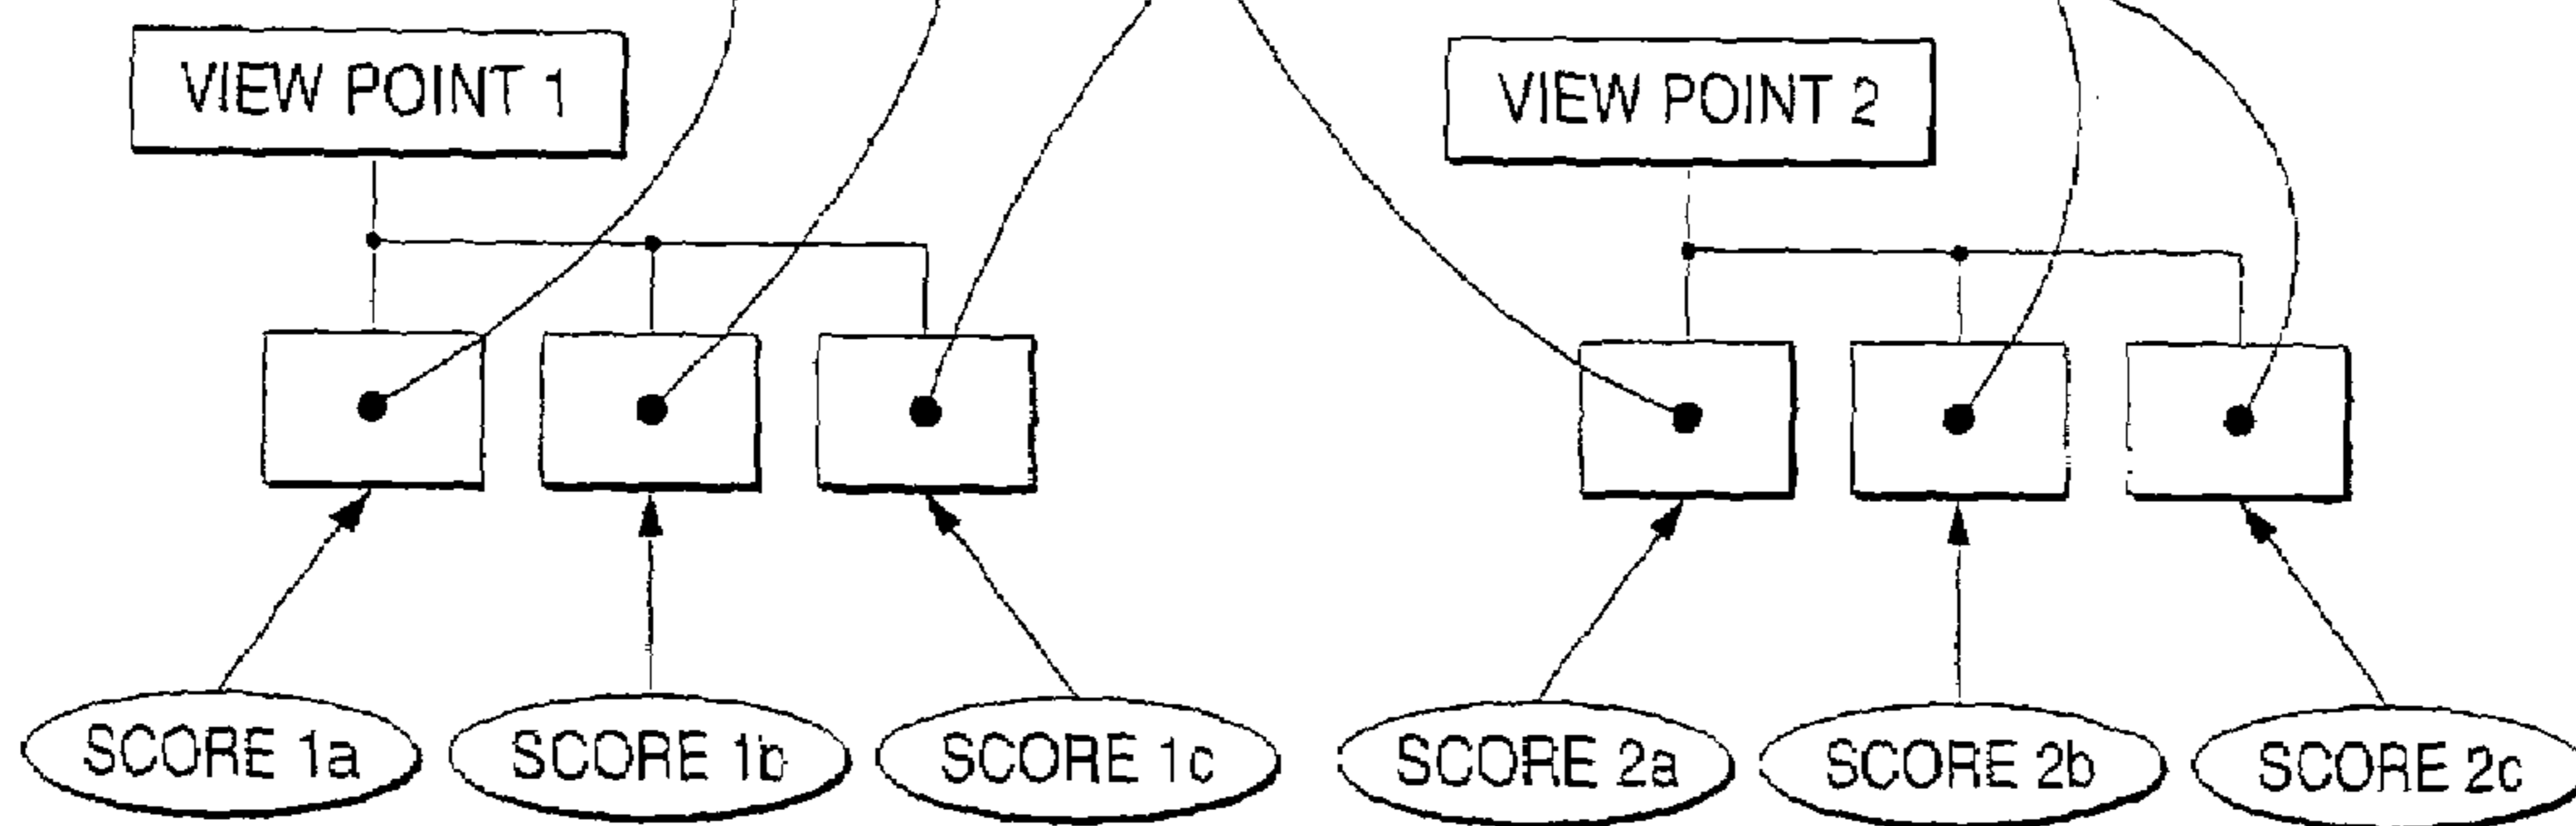 VIEW POINT 1
VIEW POINT 2
SCORE 1a
SCORE 1b
SCORE 1c
SCORE 2a
SCORE 2b
SCORE 2c